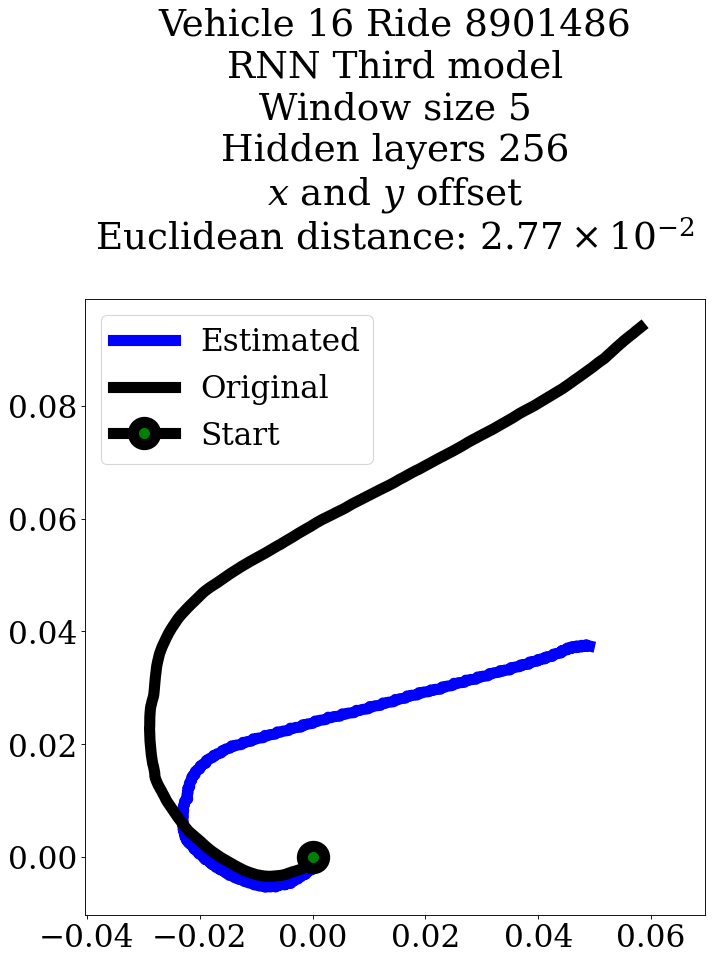 Vehicle 16 Ride 8901486
RNN Third model
Window size 5
Hidden layers 256
x and y offset
Euclidean distance: 2.77 × 10⁻²
Estimated
Original
Start
0.08
0.06
0.04
0.02
0.00
−0.04 −0.02 0.00 0.02 0.04 0.06